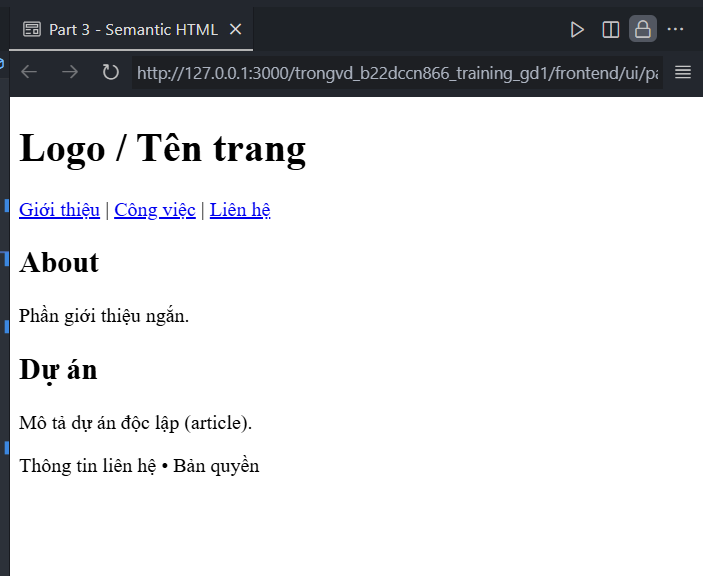 Part 3 - Semantic HTML
http://127.0.0.1:3000/trongvd_b22dccn866_training_gd1/frontend/ui/pa
Logo / Tên trang
Giới thiệu | Công việc | Liên hệ
About
Phần giới thiệu ngắn.
Dự án
Mô tả dự án độc lập (article).
Thông tin liên hệ • Bản quyền